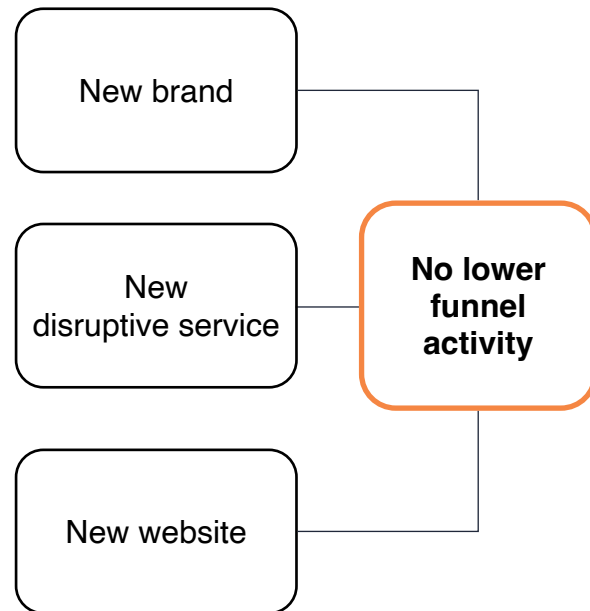 New brand
New
disruptive service
No lower
funnel
activity
New website